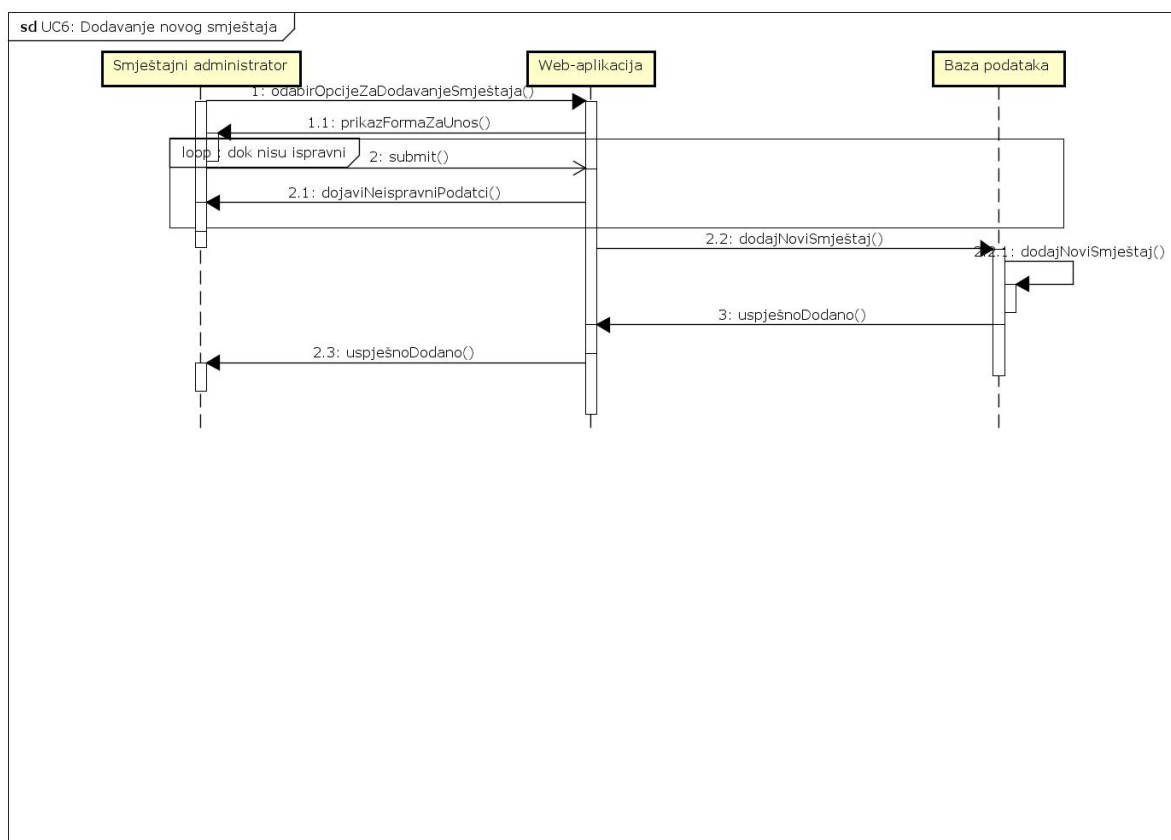 sd UC6: Dodavanje novog smještaja
Smještajni administrator
Web-aplikacija
Baza podataka
1: odabirOpcijeZaDodavanjeSmještaja()
1.1: prikazFormaZaUnos()
loop : dok nisu ispravni
2: submit()
2.1: dojaviNeispravniPodatci()
2.2: dodajNoviSmještaj()
2.2.1: dodajNoviSmještaj()
3: uspješnoDodano()
2.3: uspješnoDodano()